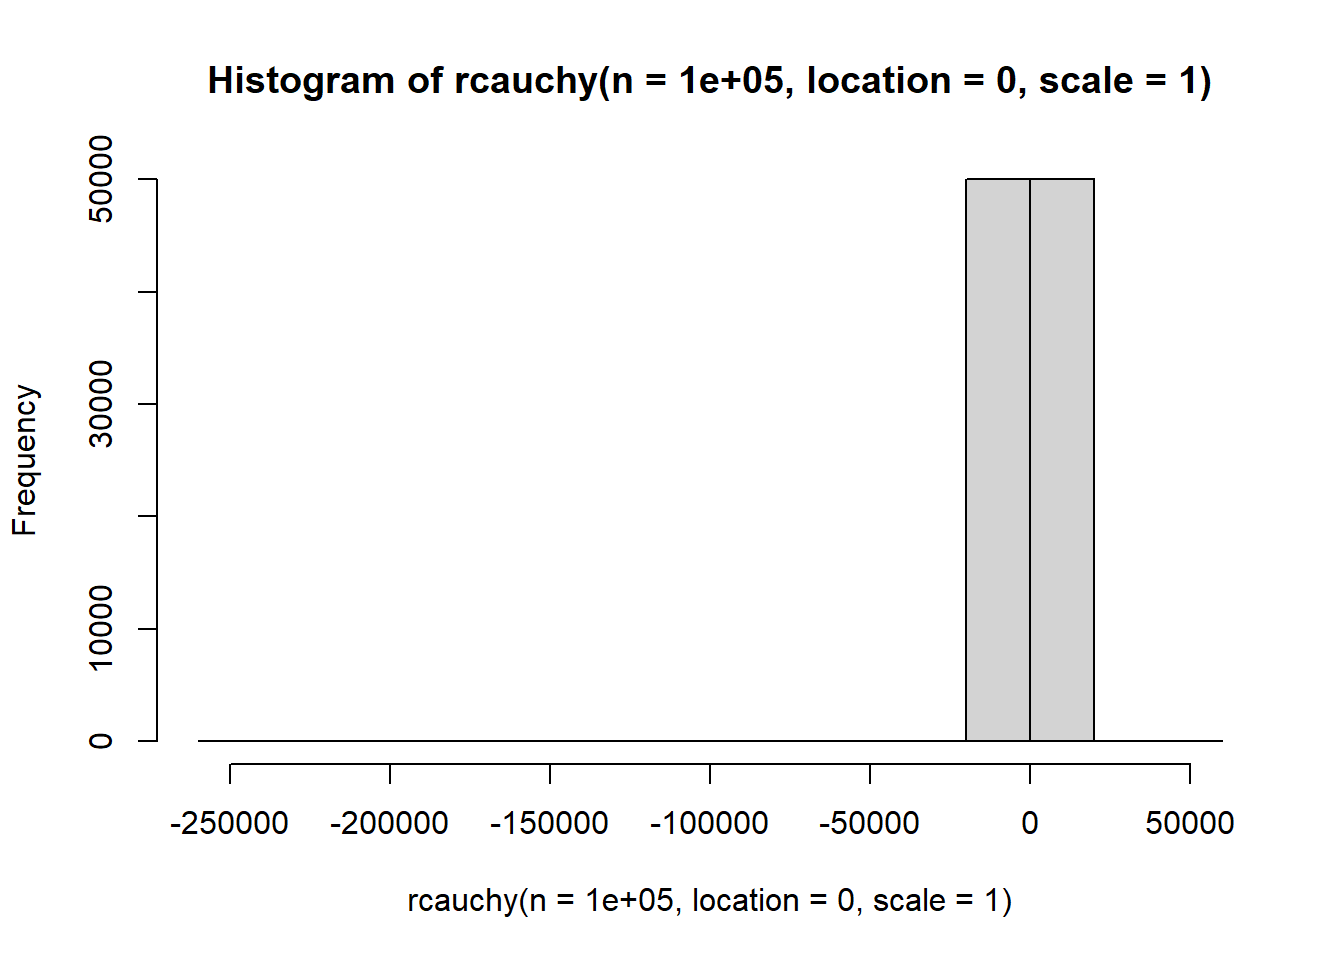 Histogram of rcauchy(n = 1e+05, location = 0, scale = 1)
Frequency
50000
30000
10000
0
-250000 -200000 -150000 -100000 -50000 0 50000
rcauchy(n = 1e+05, location = 0, scale = 1)